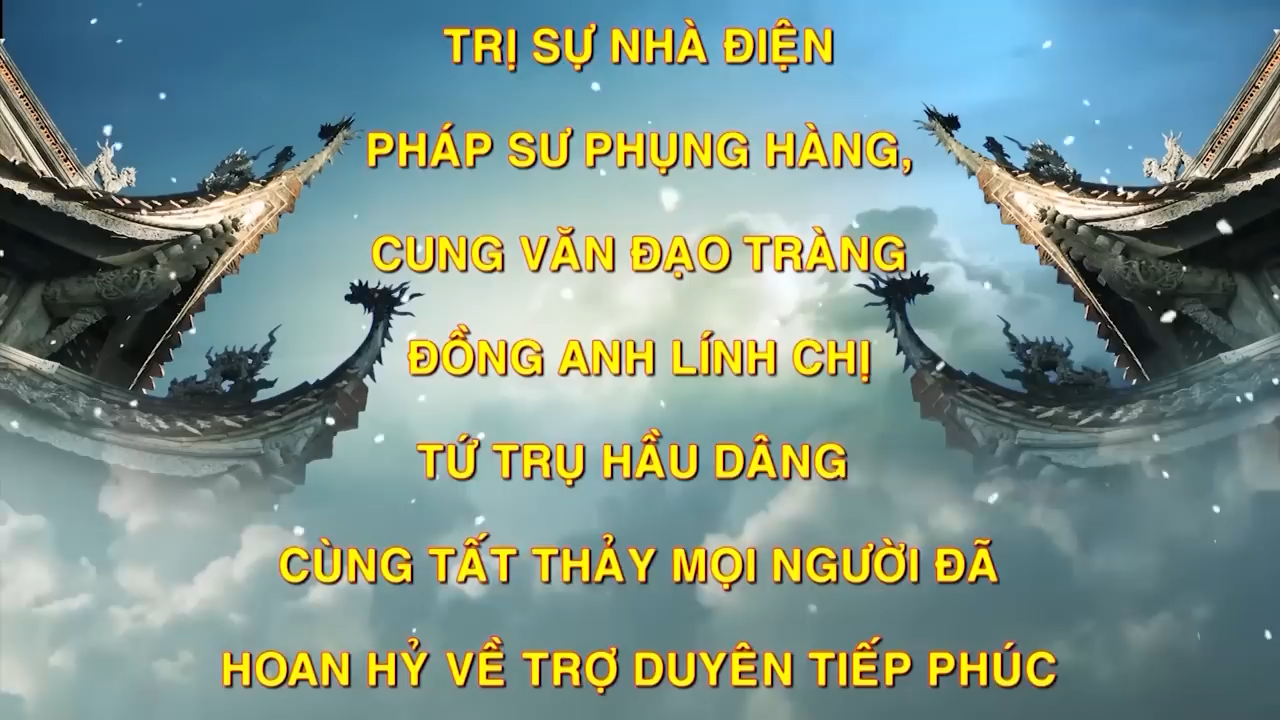 TRỊ SỰ NHÀ ĐIỆN
PHÁP SƯ PHỤNG HÀNG,
CUNG VĂN ĐẠO TRÀNG
ĐỒNG ANH LÍNH CHỊ
TỨ TRỤ HẦU DÂNG
CÙNG TẤT THẢY MỌI NGƯỜI ĐÃ
HOAN HỶ VỀ TRỢ DUYÊN TIẾP PHÚC